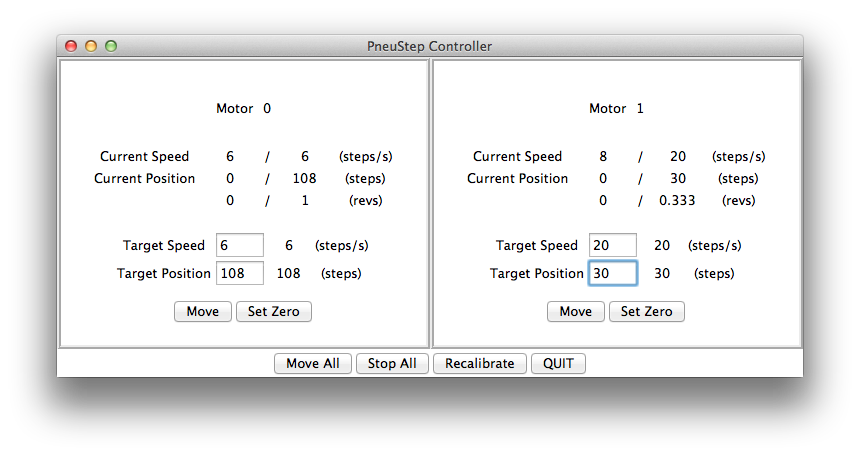 PneuStep Controller
Motor 0
Current Speed 6 / 6 (steps/s)
Current Position 0 / 108 (steps)
0 / 1 (revs)
Target Speed 6 6 (steps/s)
Target Position 108 108 (steps)
Move Set Zero
Motor 1
Current Speed 8 / 20 (steps/s)
Current Position 0 / 30 (steps)
0 / 0.333 (revs)
Target Speed 20 20 (steps/s)
Target Position 30 30 (steps)
Move Set Zero
Move All Stop All Recalibrate QUIT